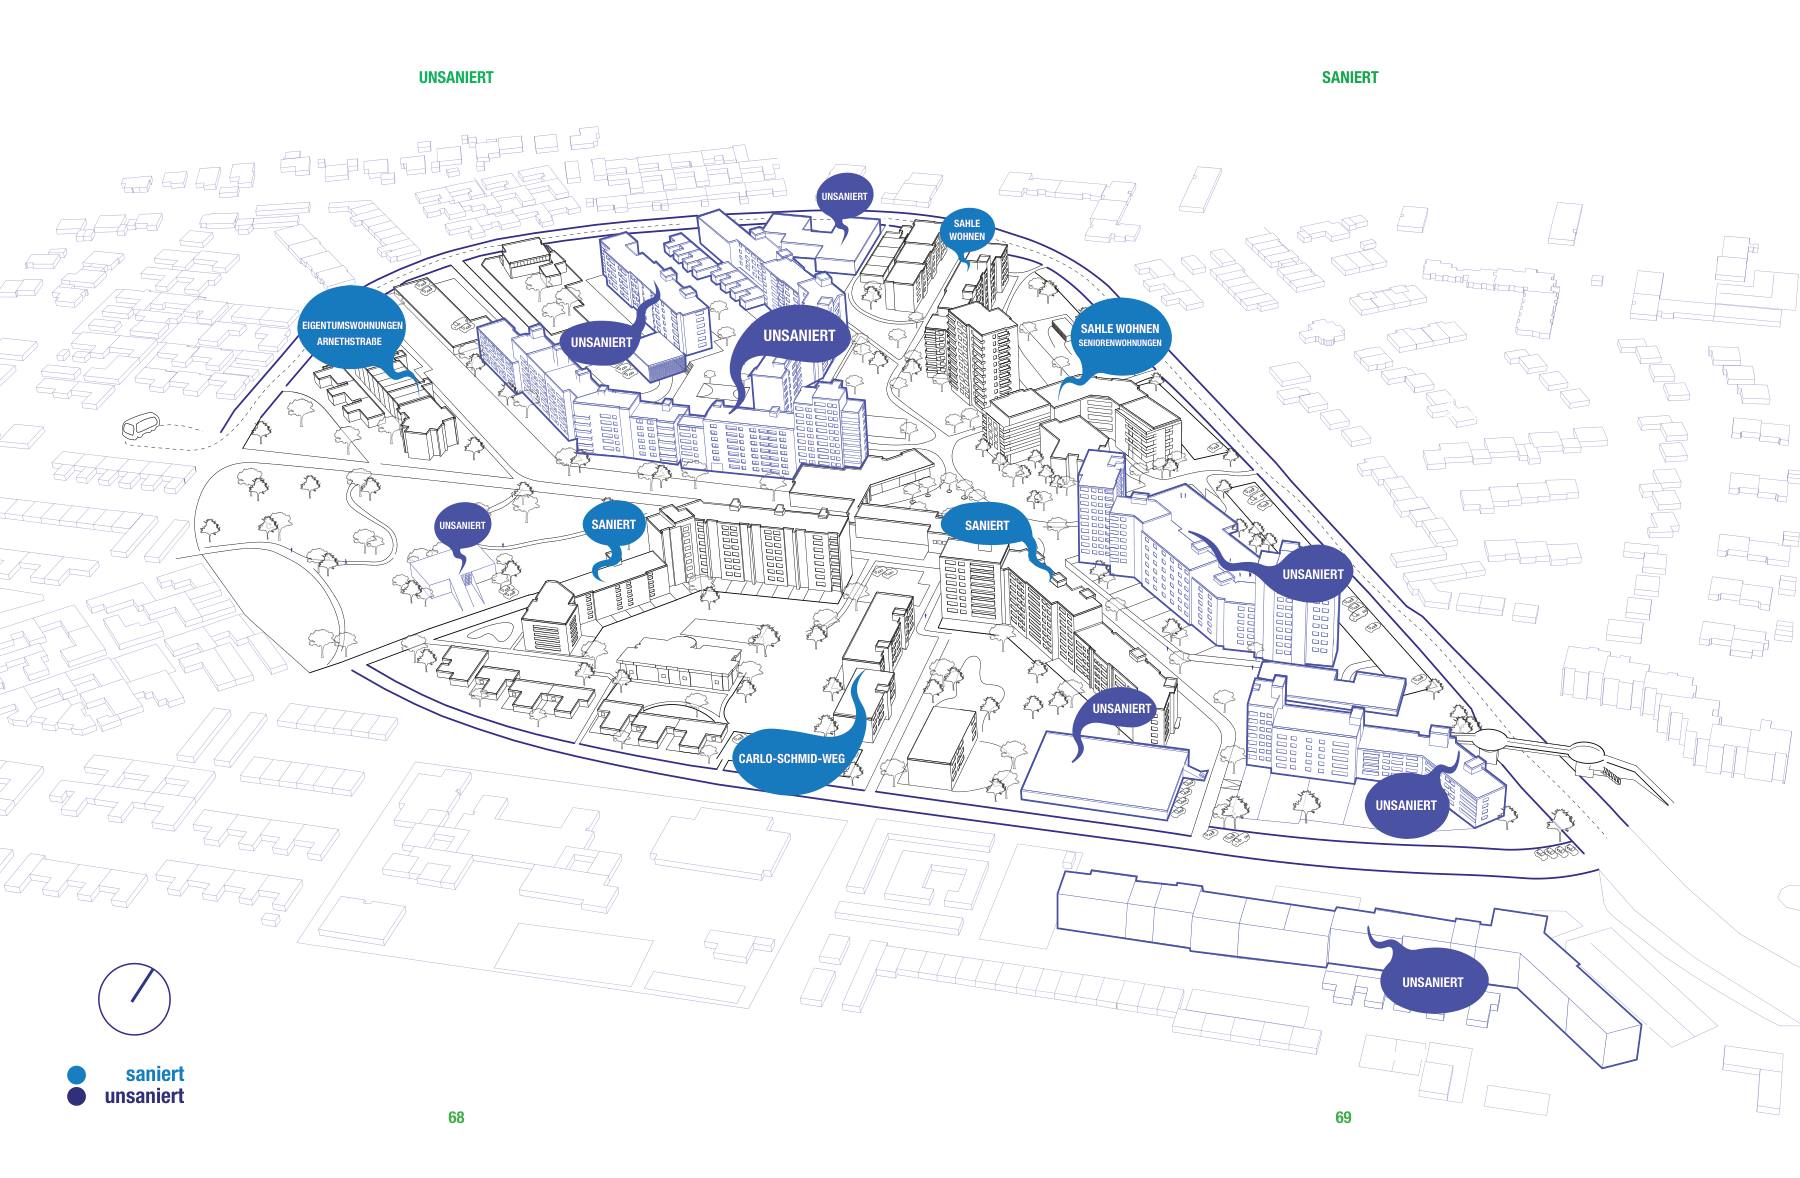 UNSANIERT
SANIERT
UNSANIERT
SAHLE
WOHNEN
EIGENTUMSWOHNUNGEN
ARNETHSTRAßE
UNSANIERT
UNSANIERT
SAHLE WOHNEN
SENIORENWOHNUNGEN
UNSANIERT
SANIERT
SANIERT
UNSANIERT
UNSANIERT
CARLO-SCHMID-WEG
UNSANIERT
UNSANIERT
saniert
unsaniert
68
69